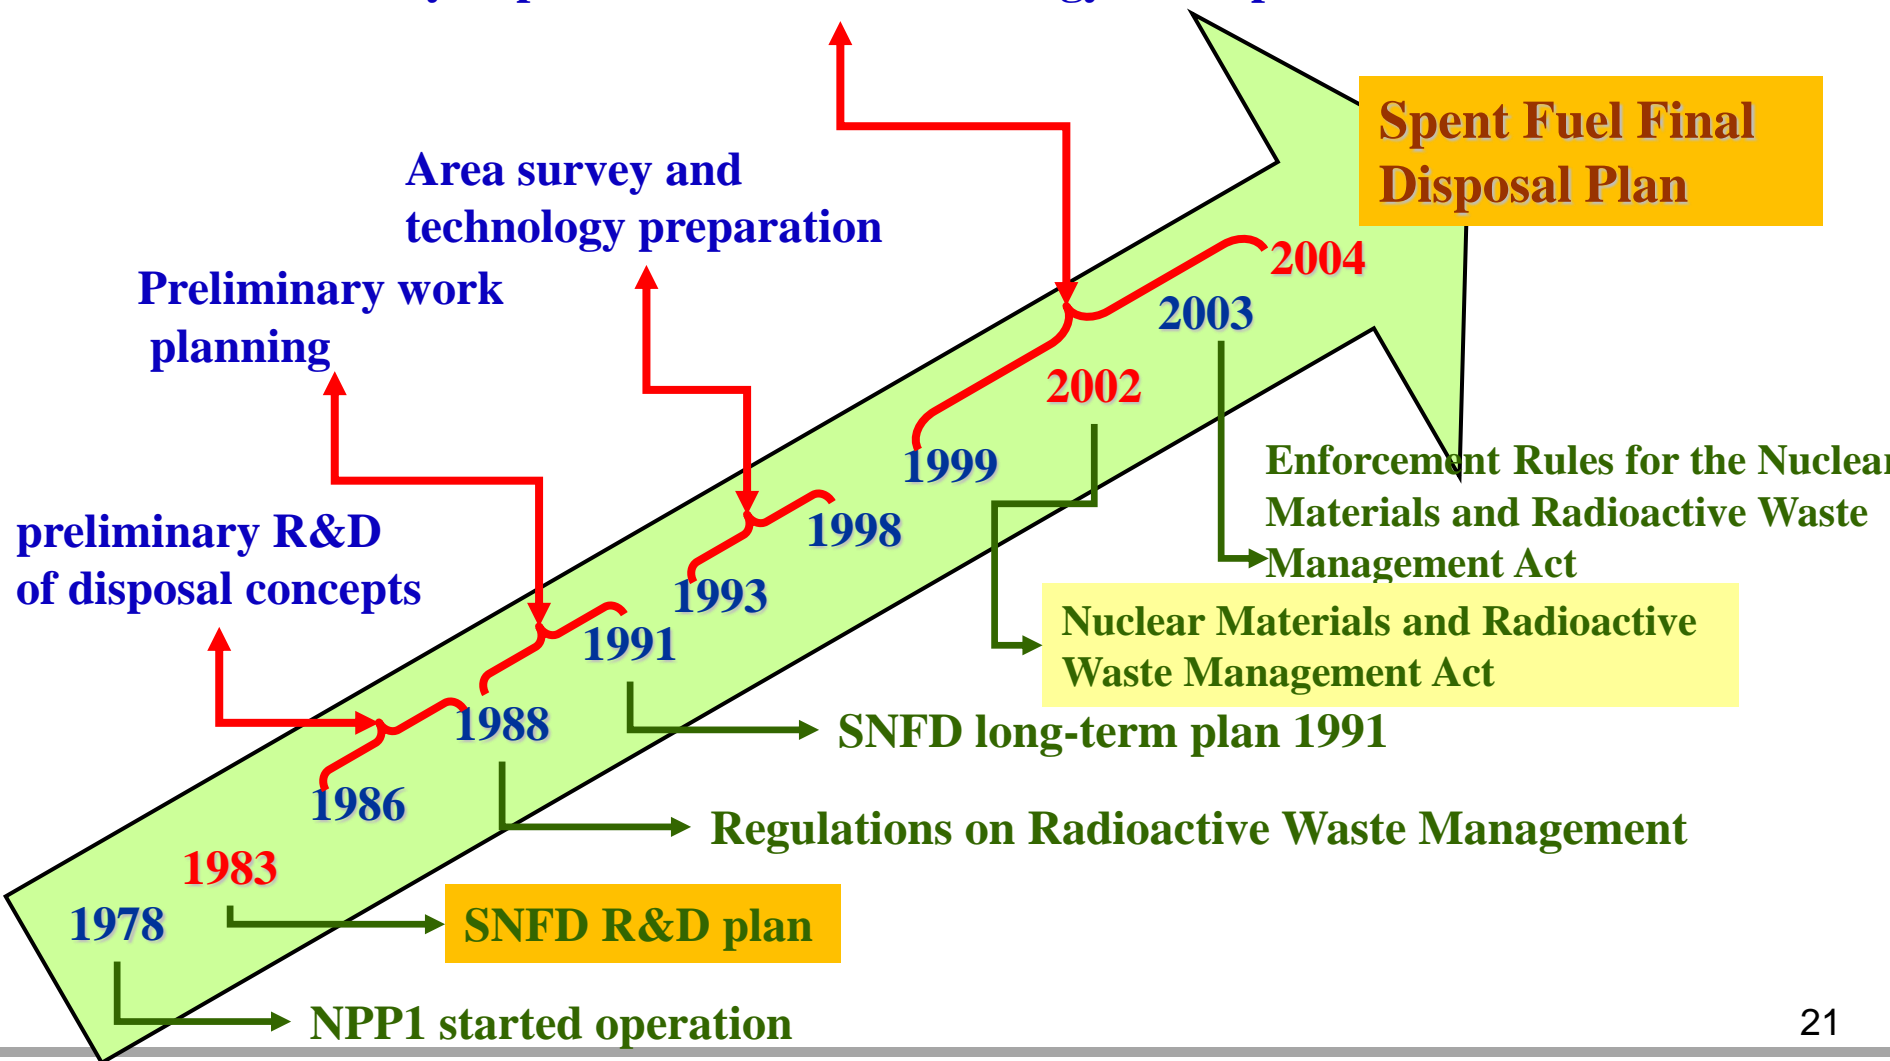 Spent Fuel Final
Disposal Plan
Area survey and
technology preparation
2004
Preliminary work
planning
2003
2002
Enforcement Rules for the Nuclear
Materials and Radioactive Waste
Management Act
1999
1998
preliminary R&D
of disposal concepts
1993
Nuclear Materials and Radioactive
Waste Management Act
1991
SNFD long-term plan 1991
1988
1986
Regulations on Radioactive Waste Management
1983
SNFD R&D plan
1978
NPP1 started operation
21